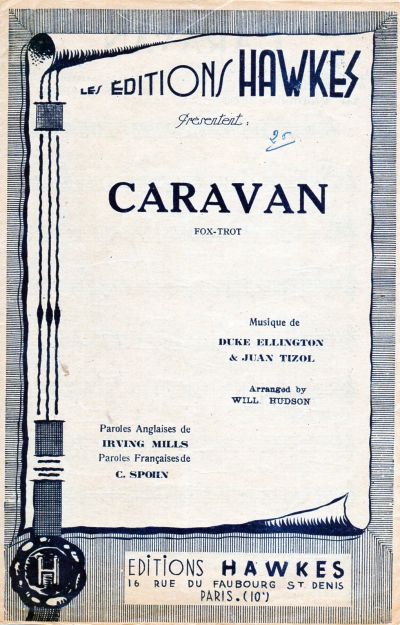 LES ÉDITIONS HAWKES
présentent:
25
CARAVAN
FOX-TROT
Musique de
DUKE ELLINGTON
& JUAN TIZOL
Arranged by
WILL HUDSON
Paroles Anglaises de
IRVING MILLS
Paroles Françaises de
C. SPOHN
H
EDITIONS HAWKES
16 RUE DU FAUBOURG ST DENIS
PARIS. (10e)